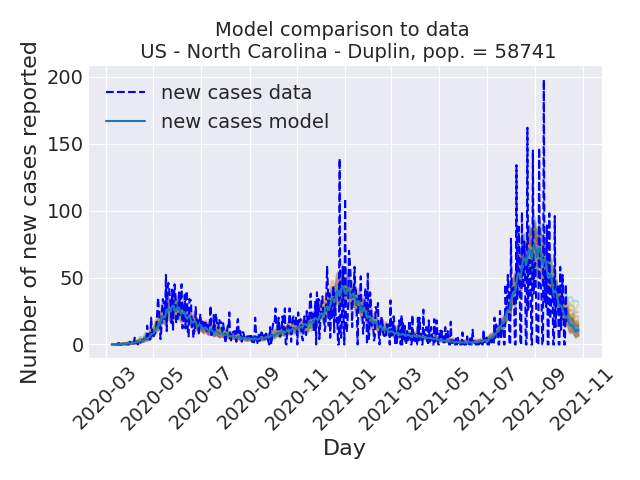 Model comparison to data
US - North Carolina - Duplin, pop. = 58741
Number of new cases reported
200
150
100
50
0
new cases data
new cases model
2020-03
2020-05
2020-07
2020-09
2020-11
2021-01
2021-03
2021-05
2021-07
2021-09
2021-11
Day